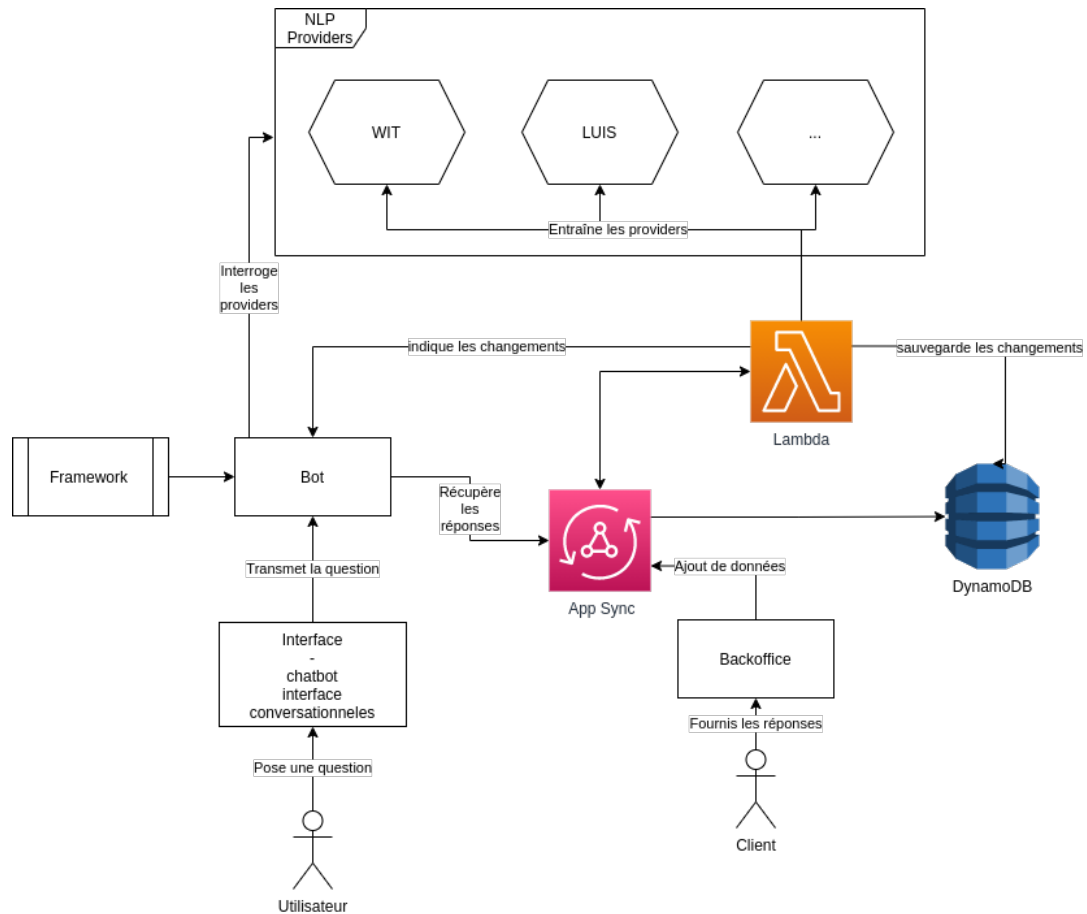 NLP
Providers
WIT
LUIS
...
Entraîne les providers
Interroge
les
providers
indique les changements
sauvegarde les changements
Lambda
Framework
Bot
Récupère
les
réponses
Transmet la question
App Sync
Ajout de données
DynamoDB
Interface
-
chatbot
interface
conversationneles
Backoffice
Fournis les réponses
Pose une question
Client
Utilisateur